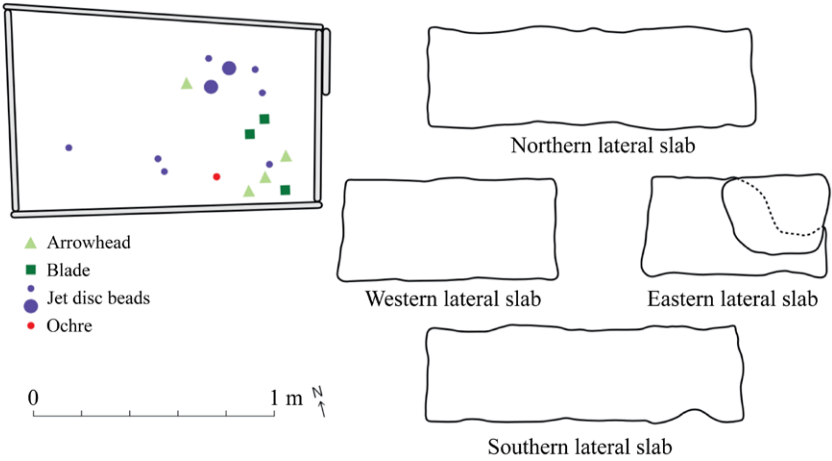 Northern lateral slab
Western lateral slab
Eastern lateral slab
Southern lateral slab
Arrowhead
Blade
Jet disc beads
Ochre
0 1 m N